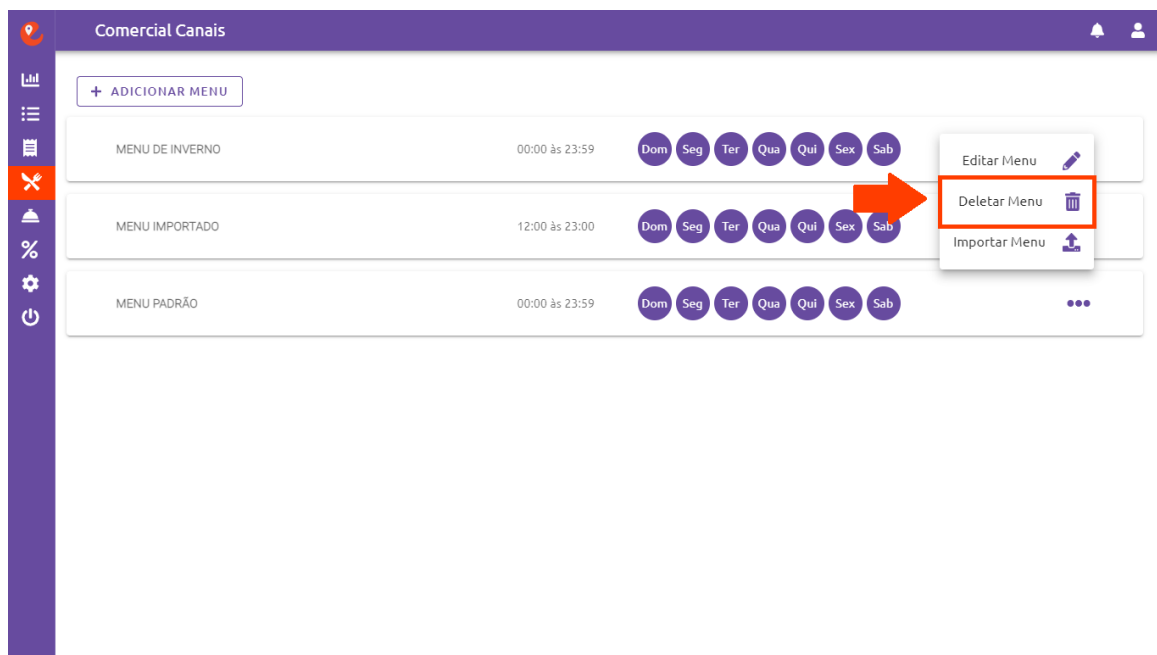 Comercial Canais
+ ADICIONAR MENU
MENU DE INVERNO 00:00 às 23:59 Dom Seg Ter Qua Qui Sex Sab
Editar Menu
Deletar Menu
MENU IMPORTADO 12:00 às 23:00 Dom Seg Ter Qua Qui Sex Sab
Importar Menu
MENU PADRÃO 00:00 às 23:59 Dom Seg Ter Qua Qui Sex Sab